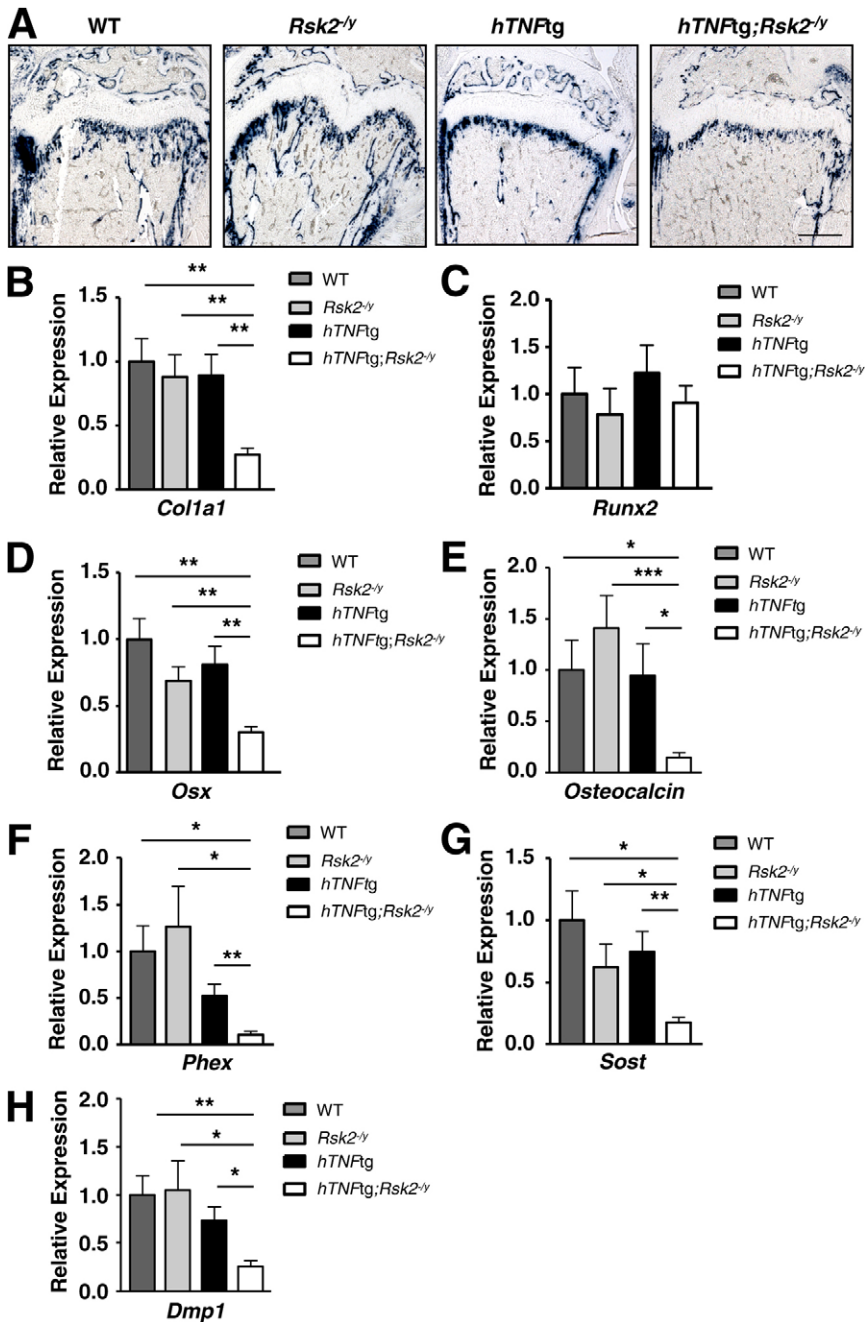 A
WT
Rsk2-/y
hTNFtg
hTNFtg;Rsk2-/y
B
Relative Expression
1.5
1.0
0.5
0.0
**
**
**
Col1a1
WT
Rsk2-/y
hTNFtg
hTNFtg;Rsk2-/y
C
Relative Expression
2.0
1.5
1.0
0.5
0.0
Runx2
WT
Rsk2-/y
hTNFtg
hTNFtg;Rsk2-/y
D
Relative Expression
1.5
1.0
0.5
0.0
**
**
**
Osx
WT
Rsk2-/y
hTNFtg
hTNFtg;Rsk2-/y
E
Relative Expression
2.0
1.5
1.0
0.5
0.0
*
***
*
Osteocalcin
WT
Rsk2-/y
hTNFtg
hTNFtg;Rsk2-/y
F
Relative Expression
2.0
1.5
1.0
0.5
0.0
*
*
**
Phex
WT
Rsk2-/y
hTNFtg
hTNFtg;Rsk2-/y
G
Relative Expression
1.5
1.0
0.5
0.0
*
*
**
Sost
WT
Rsk2-/y
hTNFtg
hTNFtg;Rsk2-/y
H
Relative Expression
2.0
1.5
1.0
0.5
0.0
**
*
*
Dmp1
WT
Rsk2-/y
hTNFtg
hTNFtg;Rsk2-/y